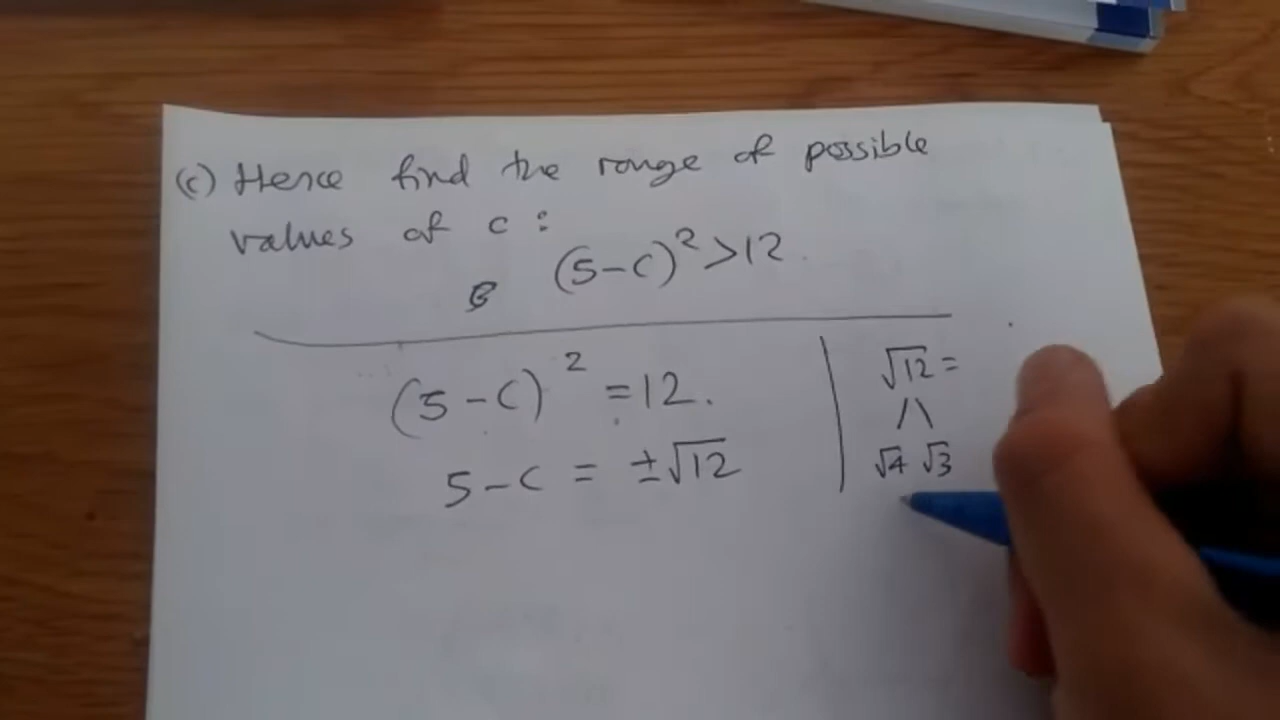 (c) Hence find the range of possible
values of c :
(5-c)²>12.
(5-c)²=12.
5-c = ±√12
√12 =
√4 √3